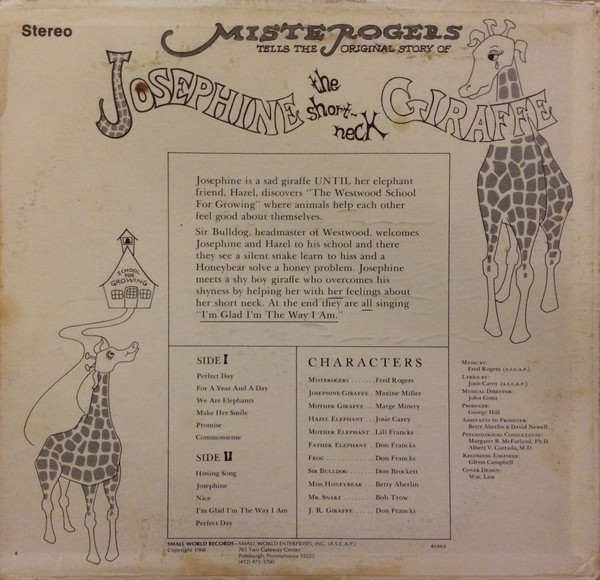 Stereo
MISTEROGERS
TELLS THE ORIGINAL STORY OF
JOSEPHINE the short-neck GIRAFFE
Josephine is a sad giraffe UNTIL her elephant
friend, Hazel, discovers "The Westwood School
For Growing" where animals help each other
feel good about themselves.
Sir Bulldog, headmaster of Westwood, welcomes
Josephine and Hazel to his school and there
they see a silent snake learn to hiss and a
Honeybear solve a honey problem. Josephine
meets a shy boy giraffe who overcomes his
shyness by helping her with her feelings about
her short neck. At the end they are all singing
"I'm Glad I'm The Way I Am."
SCHOOL FOR GROWING
SIDE I
Perfect Day
For A Year And A Day
We Are Elephants
Make Her Smile
Promise
Commonsense
SIDE II
Hissing Song
Josephine
Nice
I'm Glad I'm The Way I Am
Perfect Day
CHARACTERS
MISTEROGERS ....... Fred Rogers
JOSEPHINE GIRAFFE .. Maxine Miller
MOTHER GIRAFFE ... Marge Mowry
HAZEL ELEPHANT .... Josie Carey
MOTHER ELEPHANT .. Lili Francks
FATHER ELEPHANT .. Don Francks
FROG ............. Don Francks
SIR BULLDOG ....... Don Brockett
MISS HONEYBEAR .... Betty Aberlin
MR. SNAKE ......... Bob Trow
J. R. GIRAFFE ..... Don Francks
MUSIC BY:
Fred Rogers (A.S.C.A.P.)
LYRICS BY:
Josie Carey (A.S.C.A.P.)
MUSICAL DIRECTOR:
John Costa
PRODUCER:
George Hill
ASSISTANTS TO PRODUCER:
Betty Aberlin & David Newell
PSYCHOLOGICAL CONSULTANTS:
Margaret B. McFarland, Ph.D.
Albert V. Corrado, M.D.
RECORDING ENGINEER:
Glenn Campbell
COVER DESIGN:
Wm. Law
SMALL WORLD RECORDS—SMALL WORLD ENTERPRISES, INC. (A.S.C.A.P.)
Copyright 1968 761 Two Gateway Center
Pittsburgh, Pennsylvania 15222
(412) 471-3700